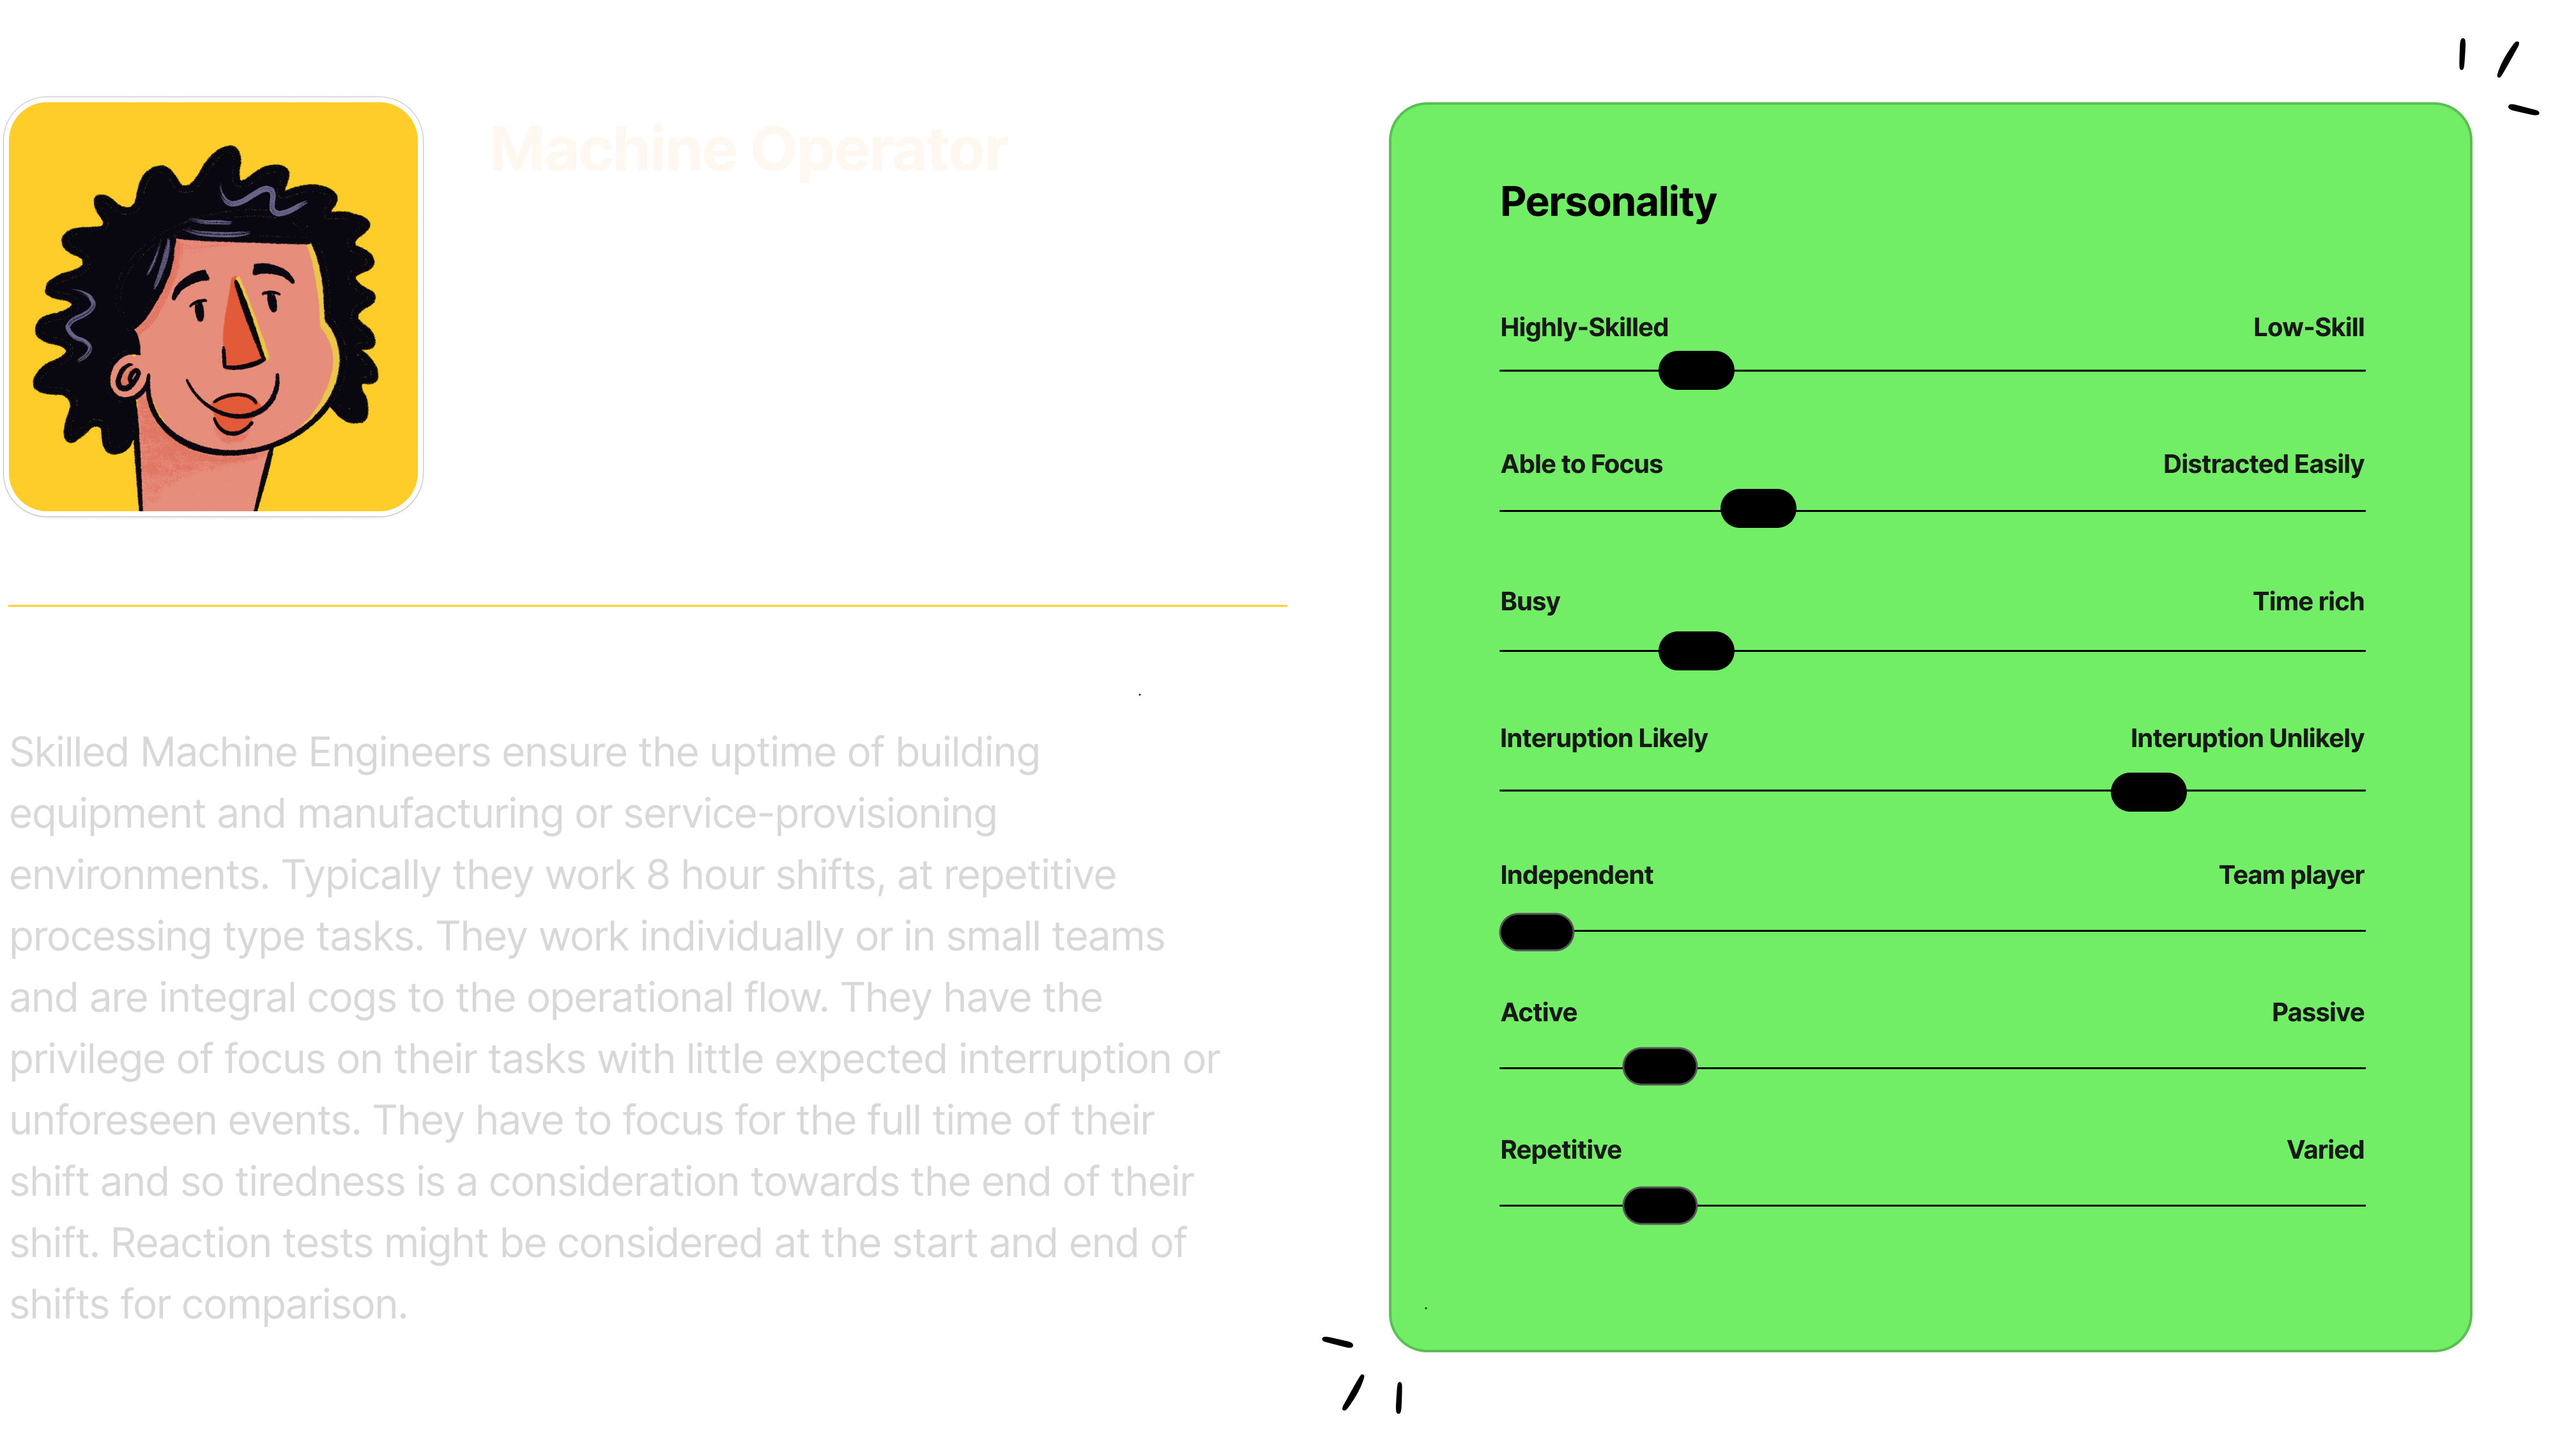 Machine Operator
Skilled Machine Engineers ensure the uptime of building
equipment and manufacturing or service-provisioning
environments. Typically they work 8 hour shifts, at repetitive
processing type tasks. They work individually or in small teams
and are integral cogs to the operational flow. They have the
privilege of focus on their tasks with little expected interruption or
unforeseen events. They have to focus for the full time of their
shift and so tiredness is a consideration towards the end of their
shift. Reaction tests might be considered at the start and end of
shifts for comparison.
Personality
Highly-Skilled Low-Skill
Able to Focus Distracted Easily
Busy Time rich
Interuption Likely Interuption Unlikely
Independent Team player
Active Passive
Repetitive Varied